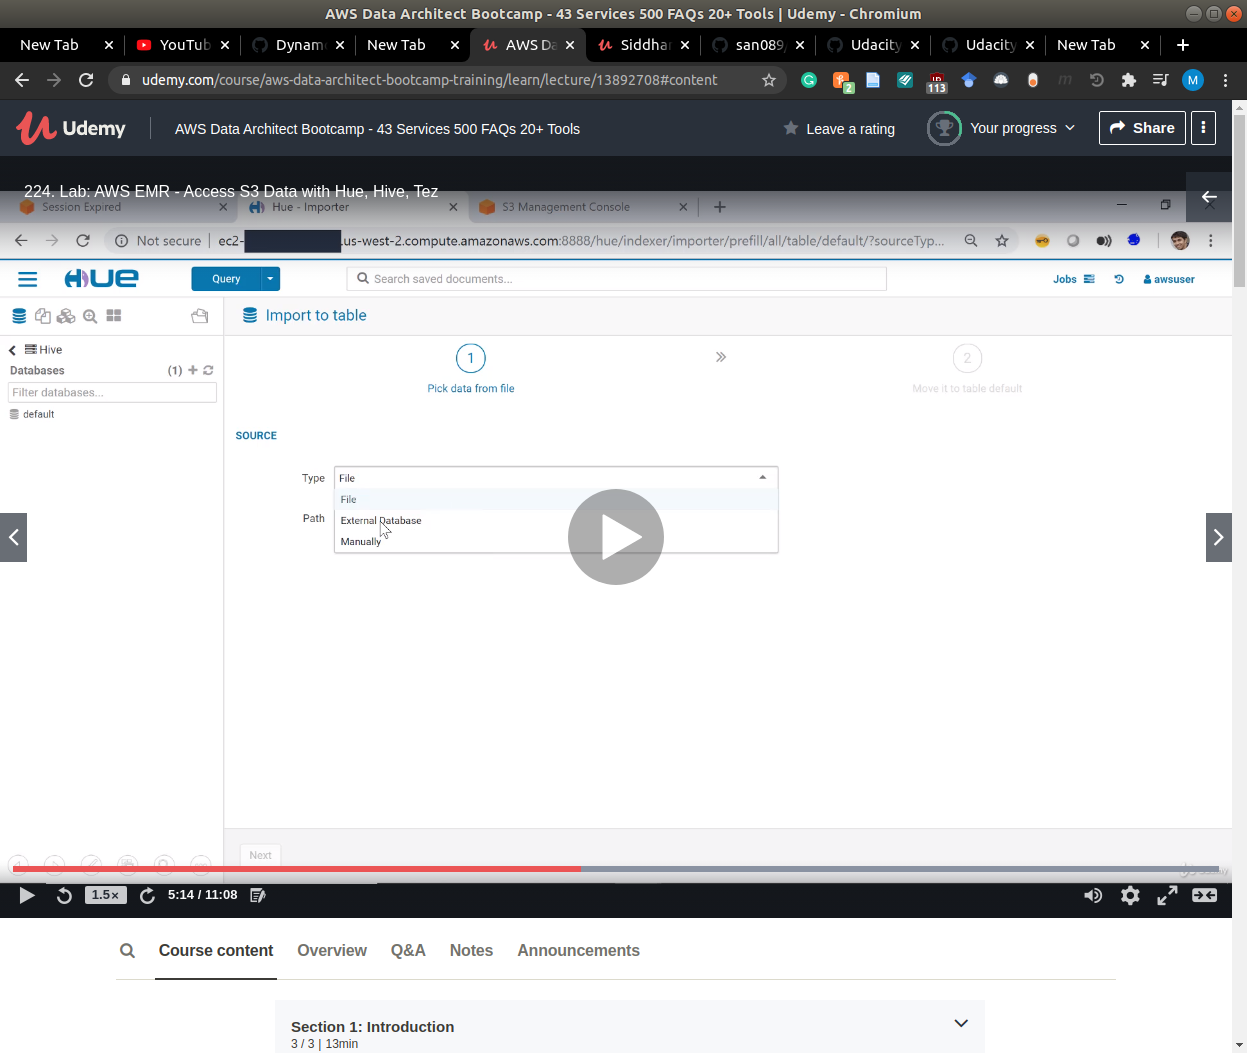 AWS Data Architect Bootcamp - 43 Services 500 FAQs 20+ Tools | Udemy - Chromium
New Tab
YouTub
Dynam
New Tab
AWS Da
Siddhar
san089
Udacity
Udacity
New Tab
udemy.com/course/aws-data-architect-bootcamp-training/learn/lecture/13892708#content
2
113
M
Udemy
AWS Data Architect Bootcamp - 43 Services 500 FAQs 20+ Tools
Leave a rating
Your progress
Share
224. Lab: AWS EMR - Access S3 Data with Hue, Hive, Tez
Session Expired
Hue - Importer
S3 Management Console
Not secure
ec2-
.us-west-2.compute.amazonaws.com:8888/hue/indexer/importer/prefill/all/table/default/?sourceTyp...
HUE
Query
Search saved documents...
Jobs
awsuser
Import to table
Hive
Databases
(1)
Filter databases...
default
1
Pick data from file
2
Move it to table default
SOURCE
Type
File
File
Path
External Database
Manually
Next
1.5×
5:14 / 11:08
Course content
Overview
Q&A
Notes
Announcements
Section 1: Introduction
3 / 3 | 13min